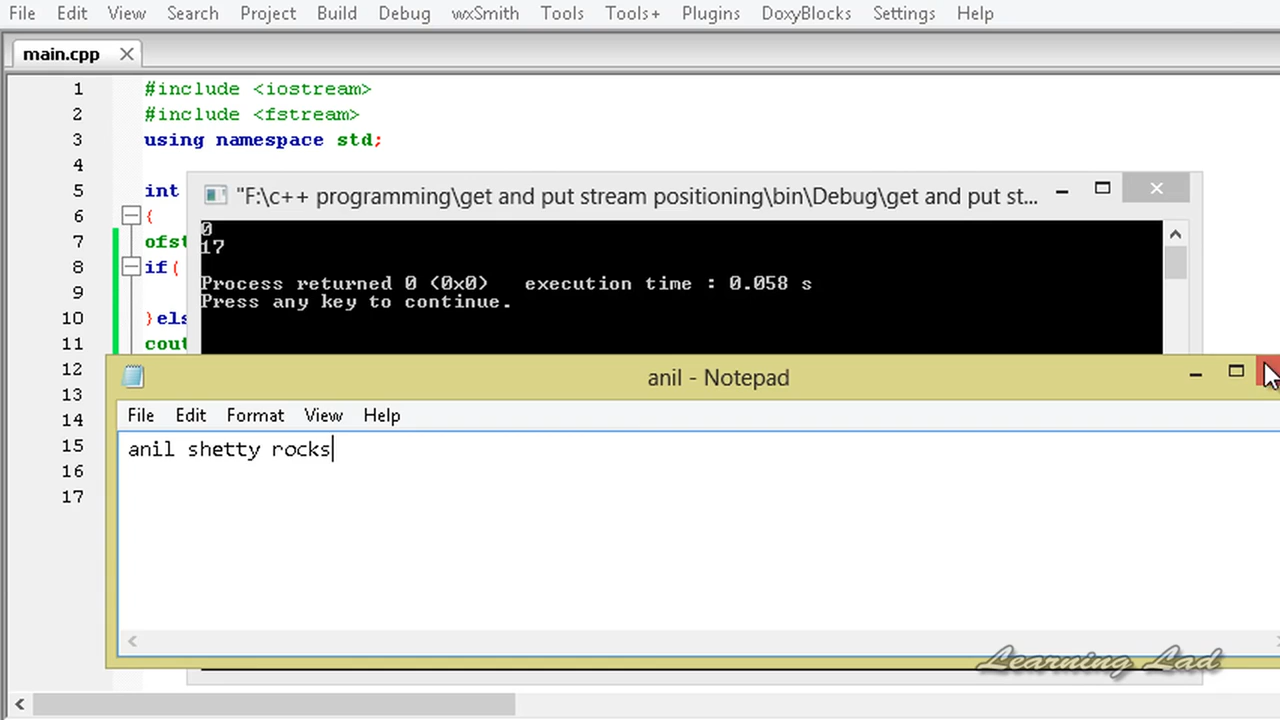 File Edit View Search Project Build Debug wxSmith Tools Tools+ Plugins DoxyBlocks Settings Help
main.cpp
1 #include <iostream>
2 #include <fstream>
3 using namespace std;
4
5 int
6 {
7 ofst
8 if(
9
10 }els
11 cout
12
13
14
15
16
17
"F:\c++ programming\get and put stream positioning\bin\Debug\get and put st...
0
17
Process returned 0 (0x0) execution time : 0.058 s
Press any key to continue.
anil - Notepad
File Edit Format View Help
anil shetty rocks
Learning Lad